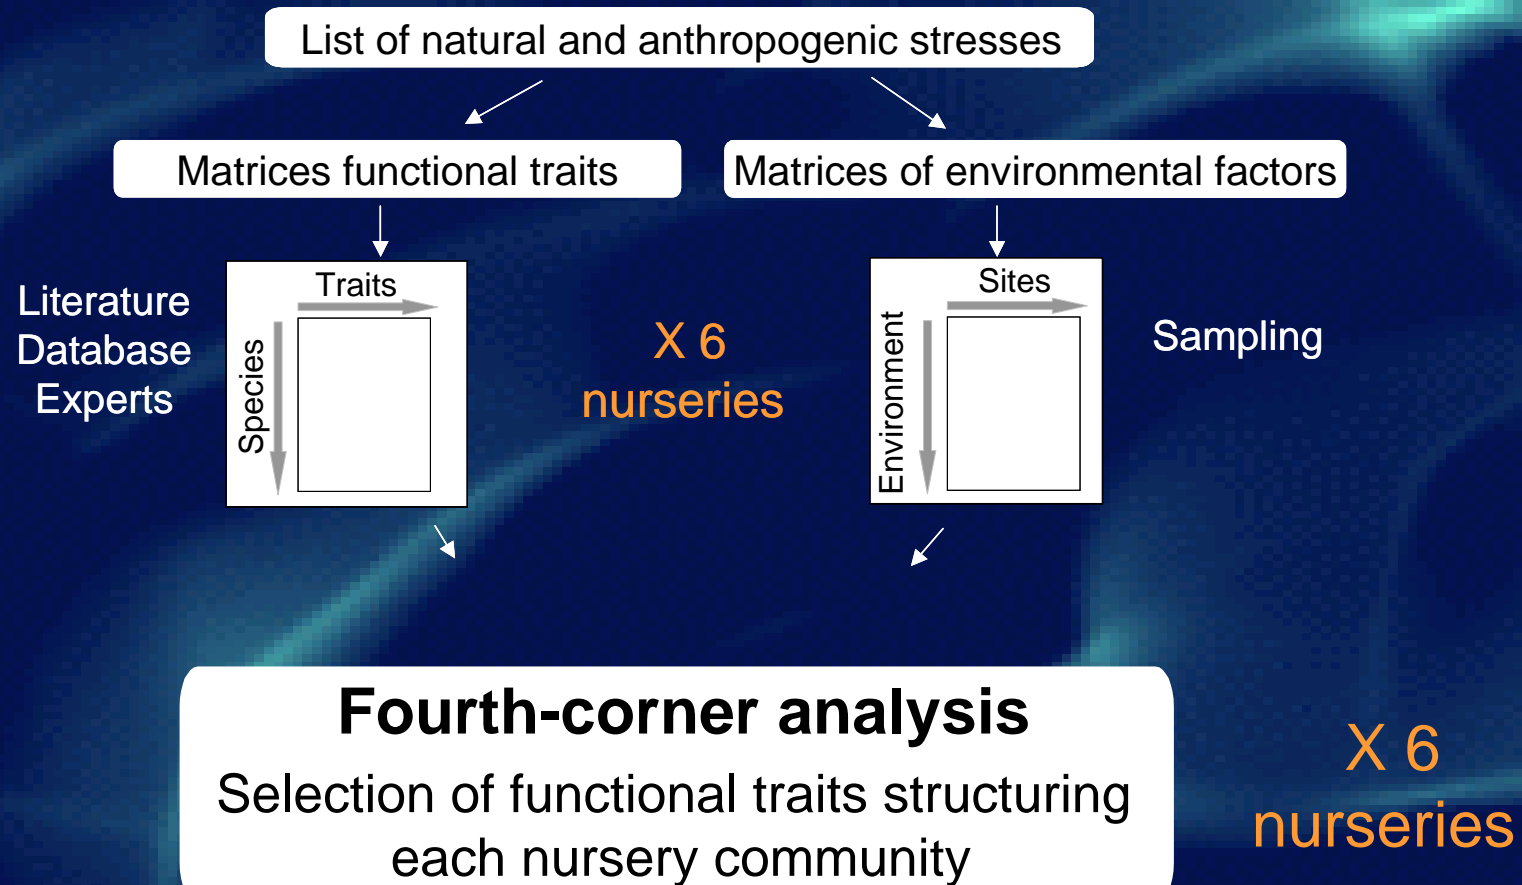 List of natural and anthropogenic stresses
Matrices functional traits
Matrices of environmental factors
Literature
Database
Experts
Traits
Species
X 6
nurseries
Sites
Environment
Sampling
Fourth-corner analysis
Selection of functional traits structuring
each nursery community
X 6
nurseries